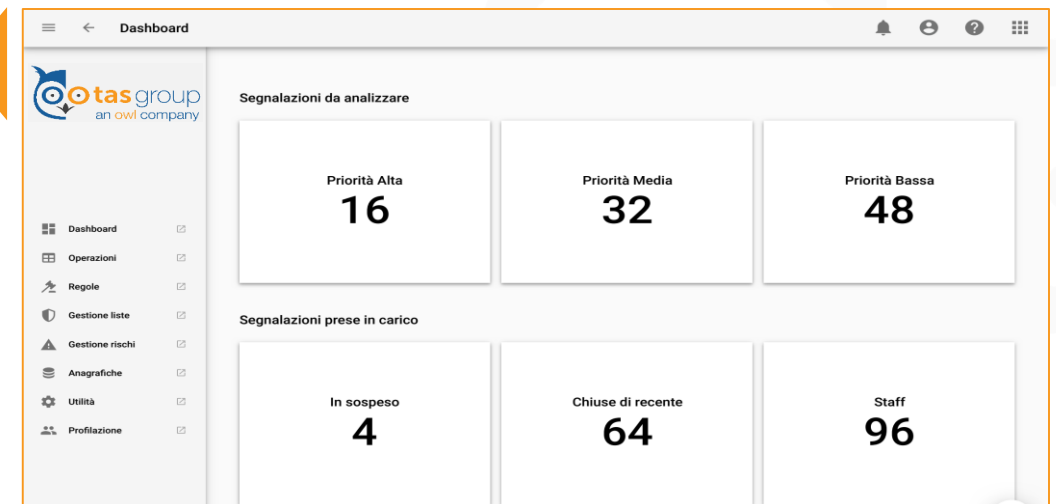 Dashboard
otas group
an owl company
Dashboard
Operazioni
Regole
Gestione liste
Gestione rischi
Anagrafiche
Utilità
Profilazione
Segnalazioni da analizzare
Priorità Alta
16
Priorità Media
32
Priorità Bassa
48
Segnalazioni prese in carico
In sospeso
4
Chiuse di recente
64
Staff
96